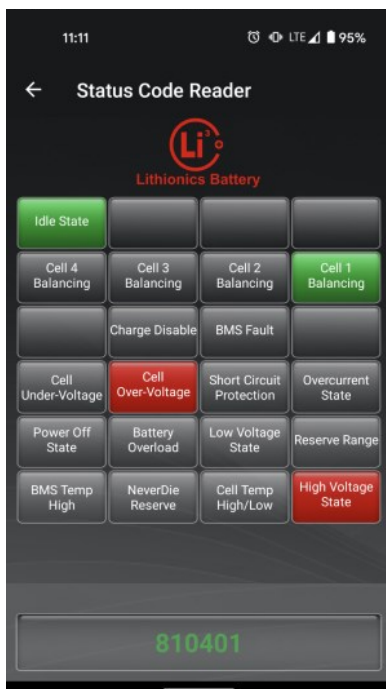 11:11 LTE 95%
Status Code Reader
Li3
Lithionics Battery
Idle State
Cell 4 Balancing
Cell 3 Balancing
Cell 2 Balancing
Cell 1 Balancing
Charge Disable
BMS Fault
Cell Under-Voltage
Cell Over-Voltage
Short Circuit Protection
Overcurrent State
Power Off State
Battery Overload
Low Voltage State
Reserve Range
BMS Temp High
NeverDie Reserve
Cell Temp High/Low
High Voltage State
810401